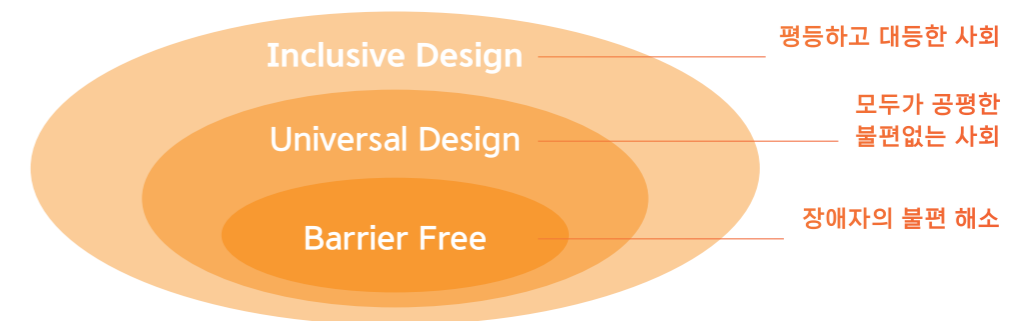 Inclusive Design
평등하고 대등한 사회
Universal Design
모두가 공평한
불편없는 사회
Barrier Free
장애자의 불편 해소